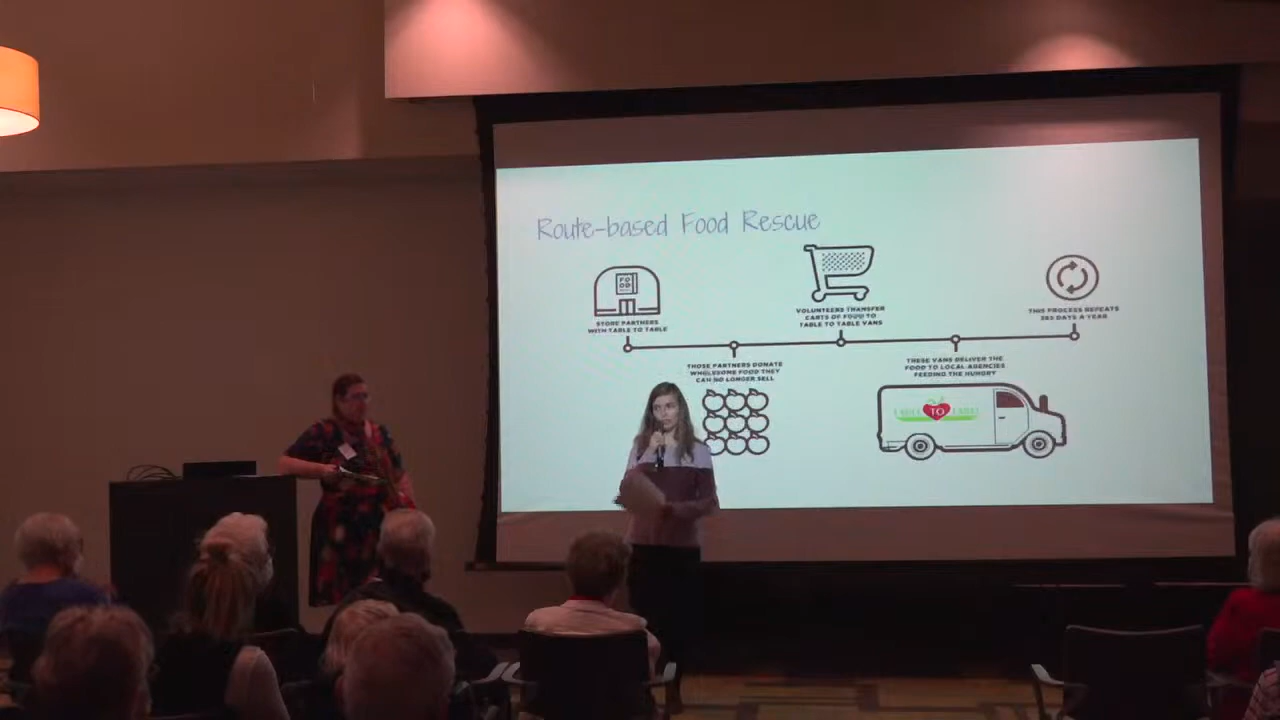 Route-based Food Rescue
FO
OD
STORE PARTNERS
WITH TABLE TO TABLE
VOLUNTEERS TRANSFER
CARTS OF FOOD TO
TABLE TO TABLE VANS
THIS PROCESS REPEATS
365 DAYS A YEAR
THOSE PARTNERS DONATE
WHOLESOME FOOD THEY
CAN NO LONGER SELL
THESE VANS DELIVER THE
FOOD TO LOCAL AGENCIES
FEEDING THE HUNGRY
TABLE TO TABLE